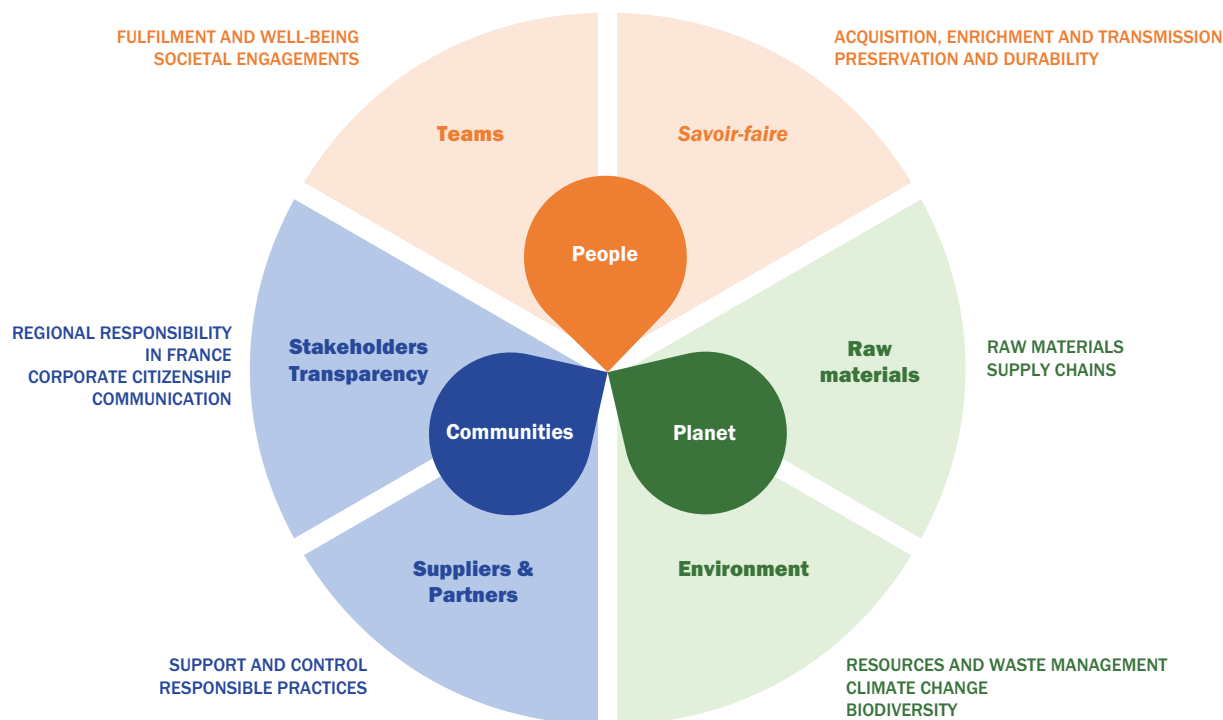 FULFILMENT AND WELL-BEING
SOCIETAL ENGAGEMENTS
ACQUISITION, ENRICHMENT AND TRANSMISSION
PRESERVATION AND DURABILITY
Teams
Savoir-faire
People
REGIONAL RESPONSIBILITY
IN FRANCE
CORPORATE CITIZENSHIP
COMMUNICATION
Stakeholders
Transparency
Raw
materials
RAW MATERIALS
SUPPLY CHAINS
Communities
Planet
Suppliers &
Partners
Environment
SUPPORT AND CONTROL
RESPONSIBLE PRACTICES
RESOURCES AND WASTE MANAGEMENT
CLIMATE CHANGE
BIODIVERSITY